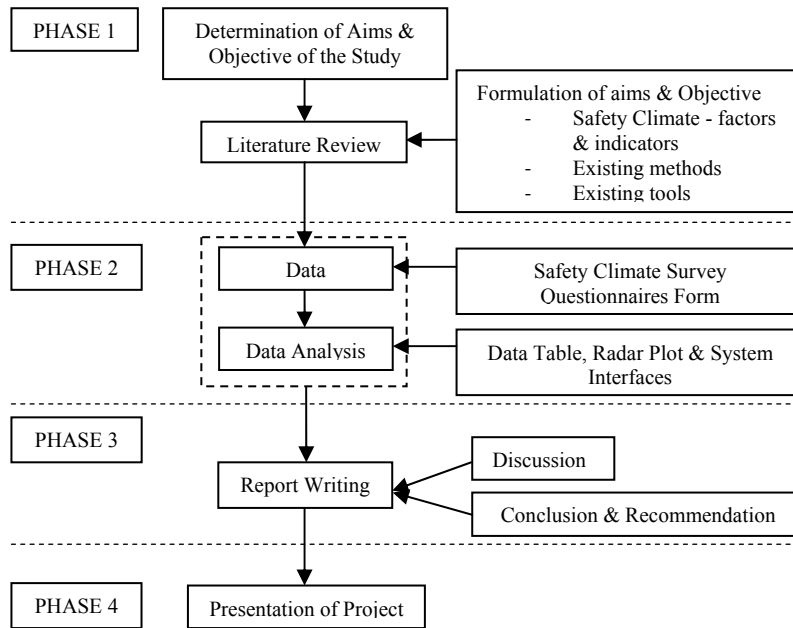 PHASE 1
Determination of Aims &
Objective of the Study
Literature Review
Formulation of aims & Objective
- Safety Climate - factors
& indicators
- Existing methods
- Existing tools
PHASE 2
Data
Safety Climate Survey
Questionnaires Form
Data Analysis
Data Table, Radar Plot & System
Interfaces
PHASE 3
Report Writing
Discussion
Conclusion & Recommendation
PHASE 4
Presentation of Project